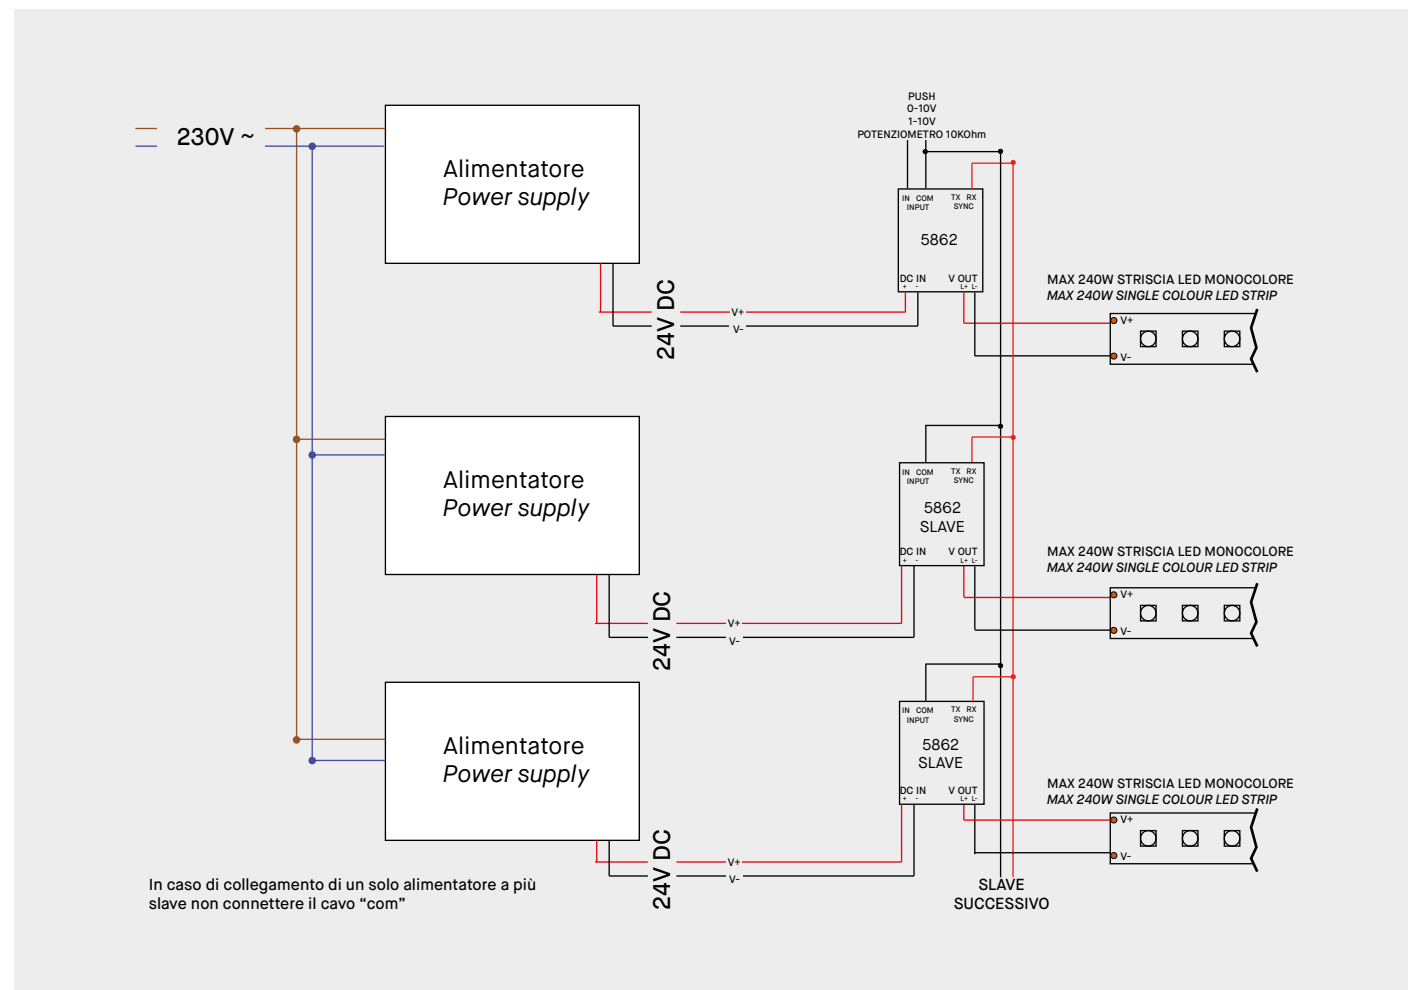 PUSH
0-10V
1-10V
POTENZIOMETRO 10KOhm
230V ~
Alimentatore
Power supply
IN COM TX RX
INPUT SYNC
5862
DC IN V OUT
+ - L+ L-
24V DC
V+
V-
MAX 240W STRISCIA LED MONOCOLORE
MAX 240W SINGLE COLOUR LED STRIP
V+
V-
Alimentatore
Power supply
IN COM TX RX
INPUT SYNC
5862
SLAVE
DC IN V OUT
+ - L+ L-
24V DC
V+
V-
MAX 240W STRISCIA LED MONOCOLORE
MAX 240W SINGLE COLOUR LED STRIP
V+
V-
Alimentatore
Power supply
IN COM TX RX
INPUT SYNC
5862
SLAVE
DC IN V OUT
+ - L+ L-
24V DC
V+
V-
MAX 240W STRISCIA LED MONOCOLORE
MAX 240W SINGLE COLOUR LED STRIP
V+
V-
In caso di collegamento di un solo alimentatore a più
slave non connettere il cavo “com”
SLAVE
SUCCESSIVO